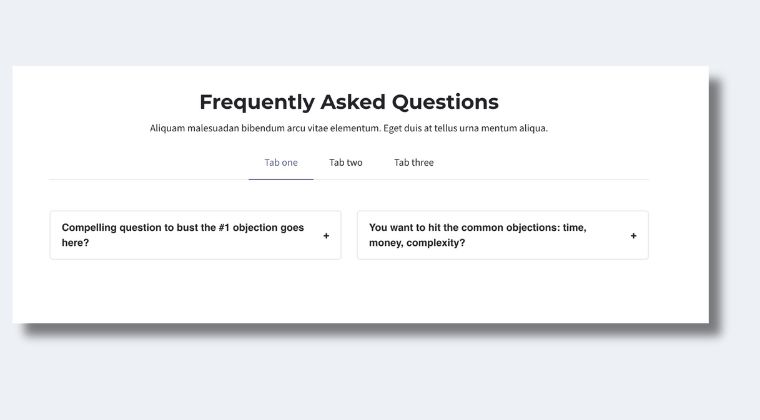 Frequently Asked Questions
Aliquam malesuadan bibendum arcu vitae elementum. Eget duis at tellus urna mentum aliqua.
Tab one
Tab two
Tab three
Compelling question to bust the #1 objection goes
here?
+
You want to hit the common objections: time,
money, complexity?
+